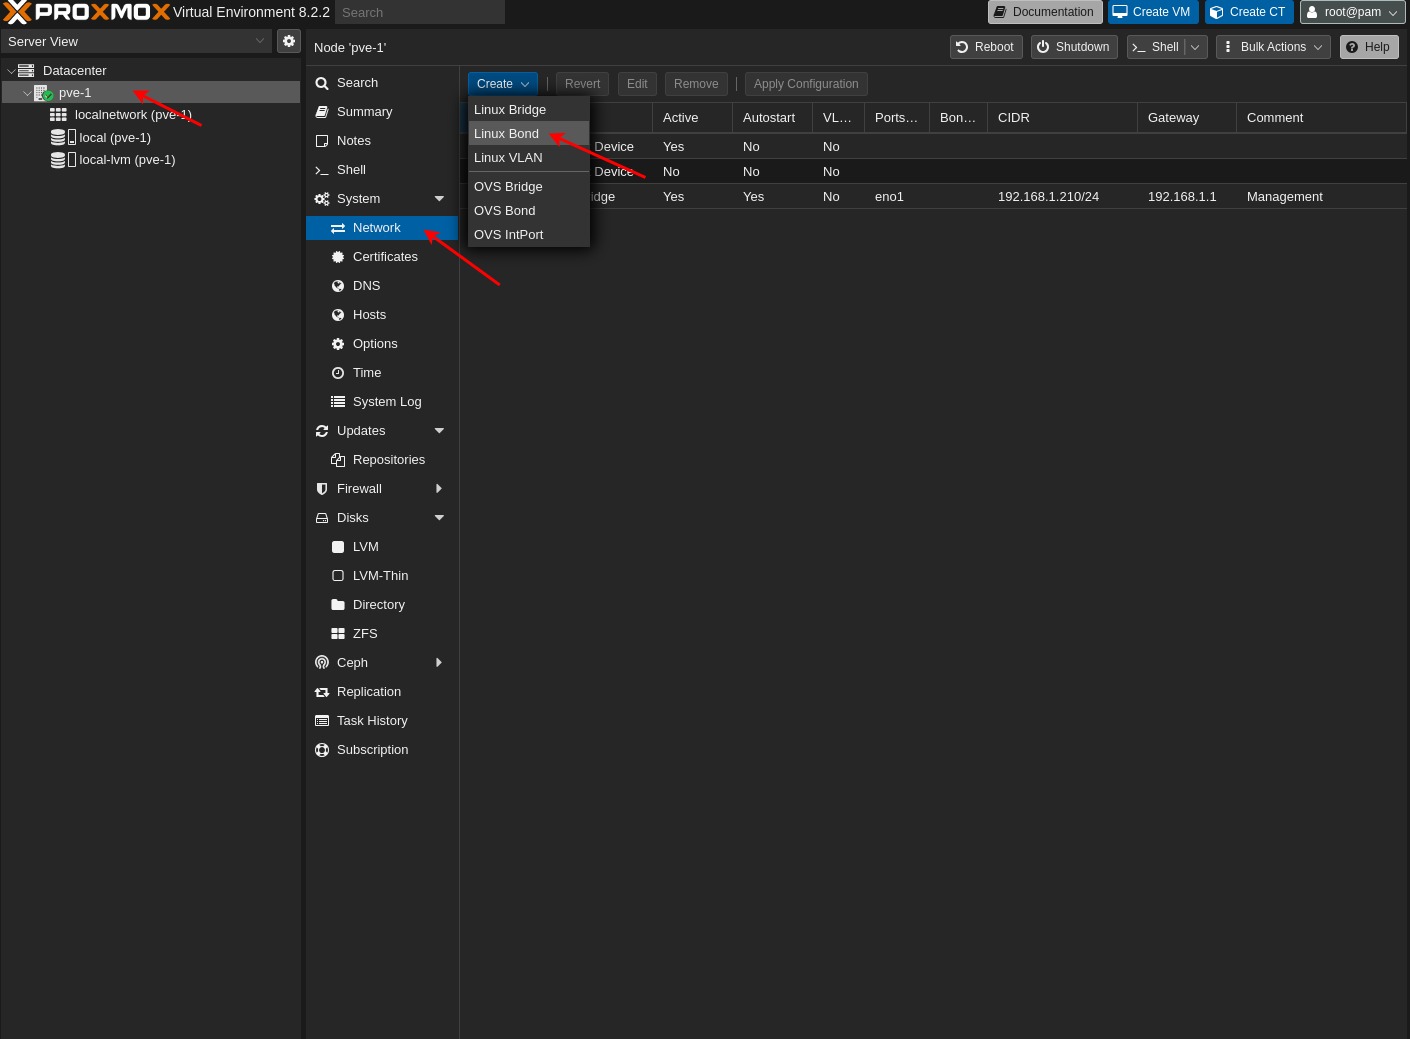 PROXMOX Virtual Environment 8.2.2 Search Documentation Create VM Create CT root@pam
Server View
Node 'pve-1' Reboot Shutdown Shell Bulk Actions Help
Datacenter
pve-1
localnetwork (pve-1)
local (pve-1)
local-lvm (pve-1)
Search
Summary
Notes
Shell
System
Network
Certificates
DNS
Hosts
Options
Time
System Log
Updates
Repositories
Firewall
Disks
LVM
LVM-Thin
Directory
ZFS
Ceph
Replication
Task History
Subscription
Create Revert Edit Remove Apply Configuration
Linux Bridge
Linux Bond
Linux VLAN
OVS Bridge
OVS Bond
OVS IntPort
Active Autostart VL... Ports... Bon... CIDR Gateway Comment
Device Yes No No
Device No No No
idge Yes Yes No eno1 192.168.1.210/24 192.168.1.1 Management